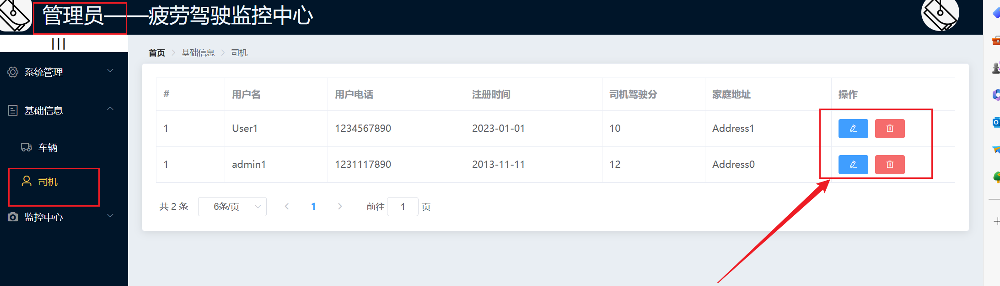 管理员——疲劳驾驶监控中心
|||
首页 > 基础信息 > 司机
系统管理
基础信息
车辆
司机
监控中心
# 用户名 用户电话 注册时间 司机驾驶分 家庭地址 操作
1 User1 1234567890 2023-01-01 10 Address1
1 admin1 1231117890 2013-11-11 12 Address0
共 2 条 6条/页 < 1 > 前往 1 页